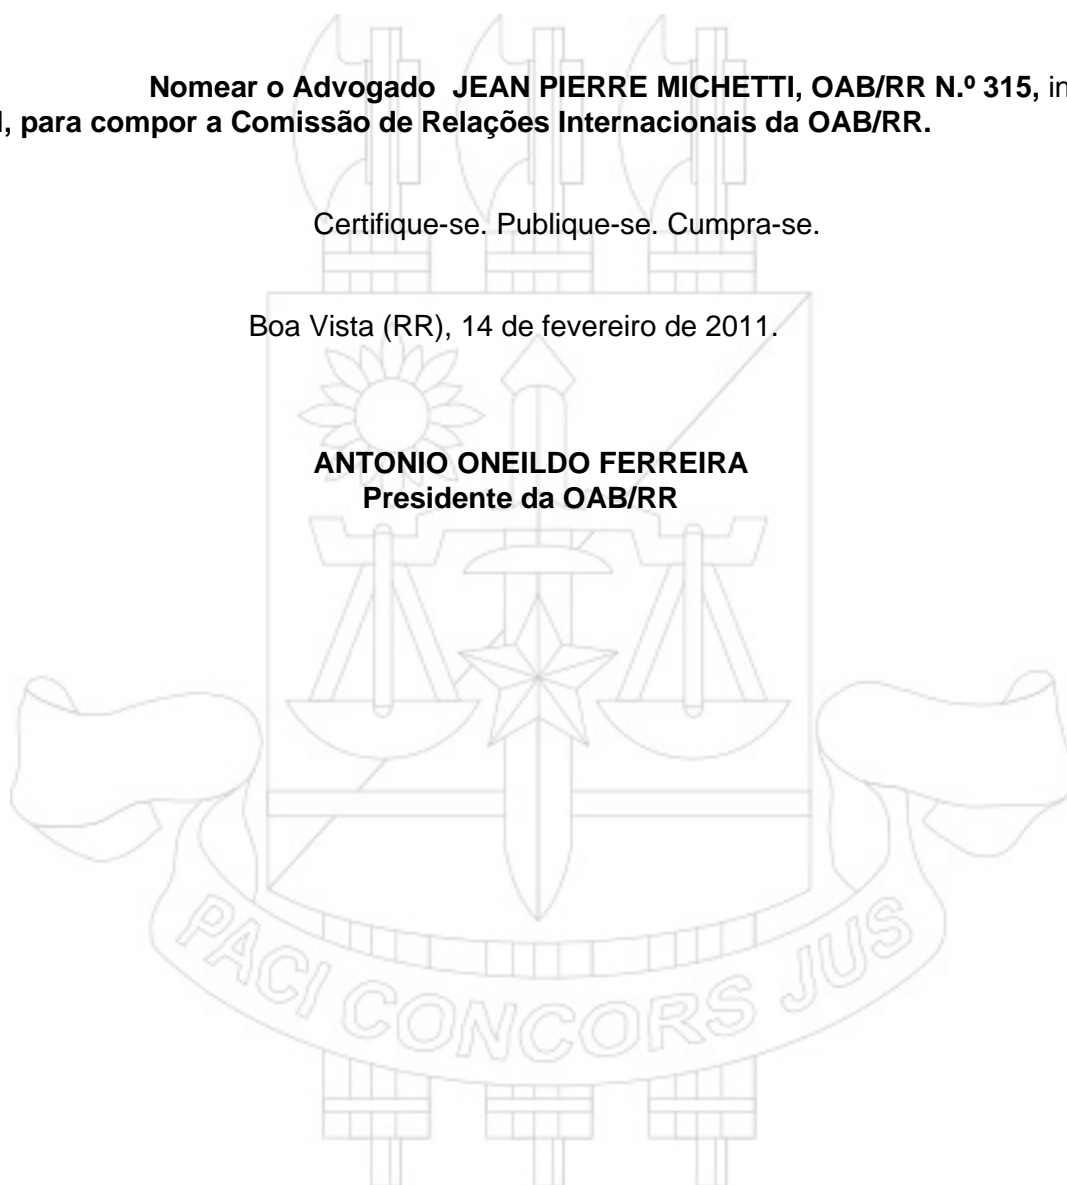 Nomear o Advogado JEAN PIERRE MICHETTI, OAB/RR N.º 315,
, para compor a Comissão de Relações Internacionais da OAB/RR.
Certifique-se. Publique-se. Cumpra-se.
Boa Vista (RR), 14 de fevereiro de 2011.
ANTONIO ONEILDO FERREIRA
Presidente da OAB/RR
PACI CONCORS JUS